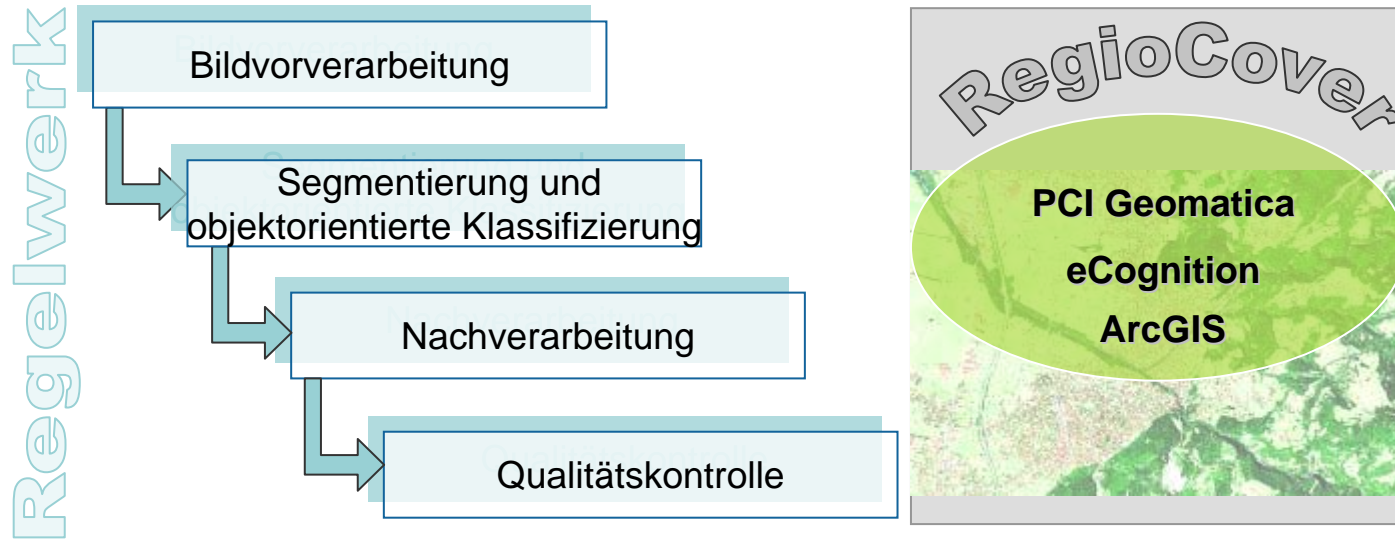 Regelwerk
Bildvorverarbeitung
Segmentierung und
objektorientierte Klassifizierung
Nachverarbeitung
Qualitätskontrolle
RegioCover
PCI Geomatica
eCognition
ArcGIS